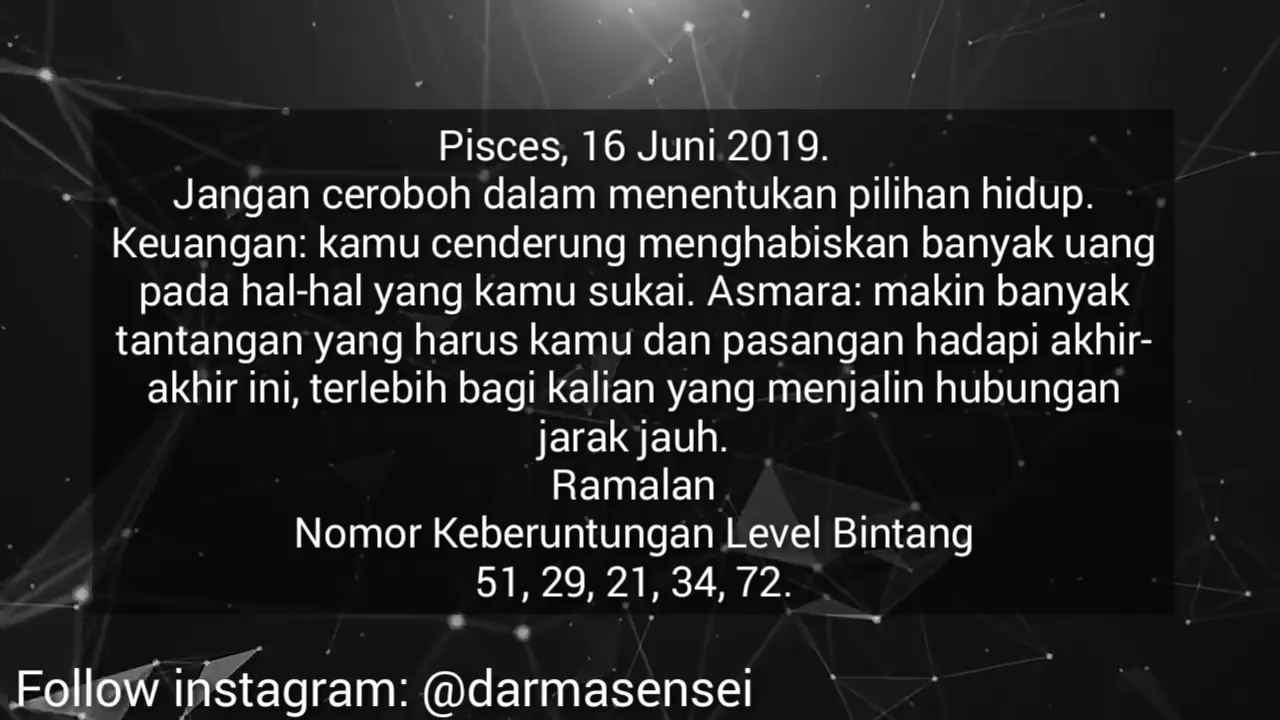 Pisces, 16 Juni 2019.
Jangan ceroboh dalam menentukan pilihan hidup.
Keuangan: kamu cenderung menghabiskan banyak uang
pada hal-hal yang kamu sukai. Asmara: makin banyak
tantangan yang harus kamu dan pasangan hadapi akhir-
akhir ini, terlebih bagi kalian yang menjalin hubungan
jarak jauh.
Ramalan
Nomor Keberuntungan Level Bintang
51, 29, 21, 34, 72.
Follow instagram: @darmasensei